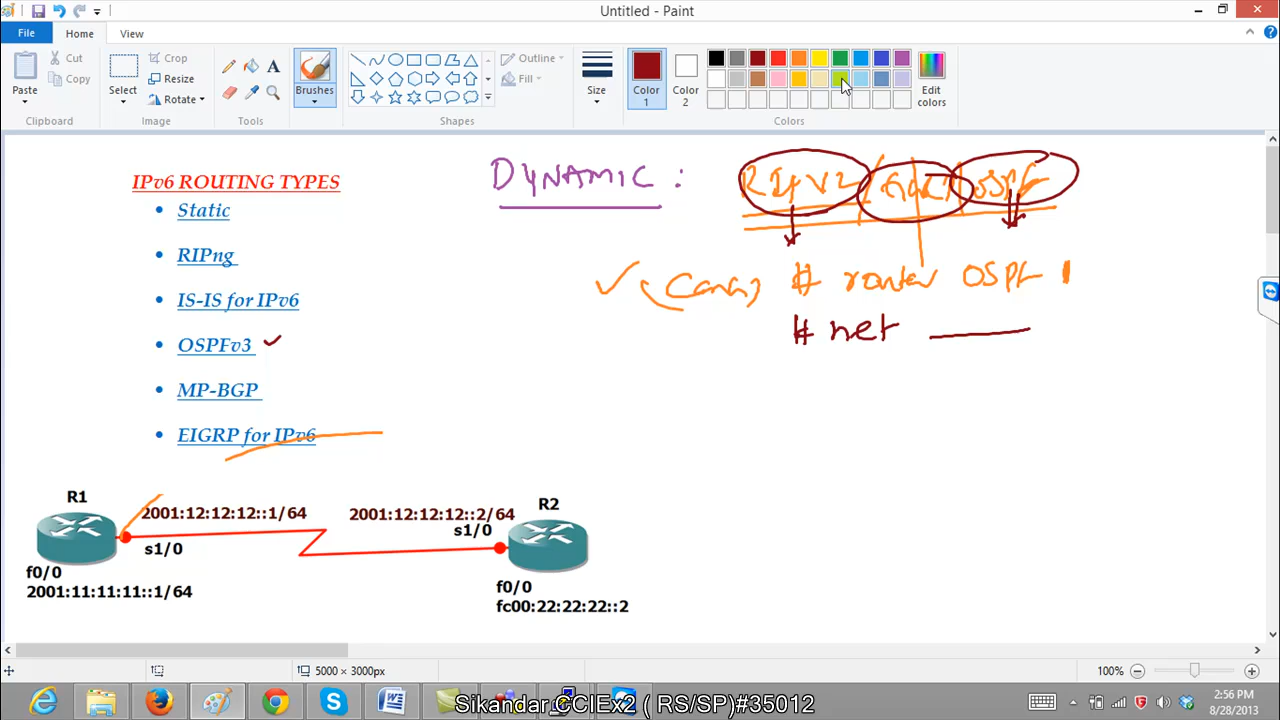 Untitled - Paint
File
Home
View
Paste
Cut
Copy
Clipboard
Select
Crop
Resize
Rotate
Image
Tools
Brushes
Outline
Fill
Shapes
Size
Color
1
Color
2
Edit
colors
Colors
IPv6 ROUTING TYPES
• Static
• RIPng
• IS-IS for IPv6
• OSPFv3
• MP-BGP
• EIGRP for IPv6
DYNAMIC :
RIPV2 / / OSPF
# router OSPF 1
# net
R1
2001:12:12:12::1/64
s1/0
f0/0
2001:11:11:11::1/64
R2
2001:12:12:12::2/64
s1/0
f0/0
fc00:22:22:22::2
5000 × 3000px
100%
Sikandar CCIEx2 ( RS/SP)#35012
2:56 PM
8/28/2013